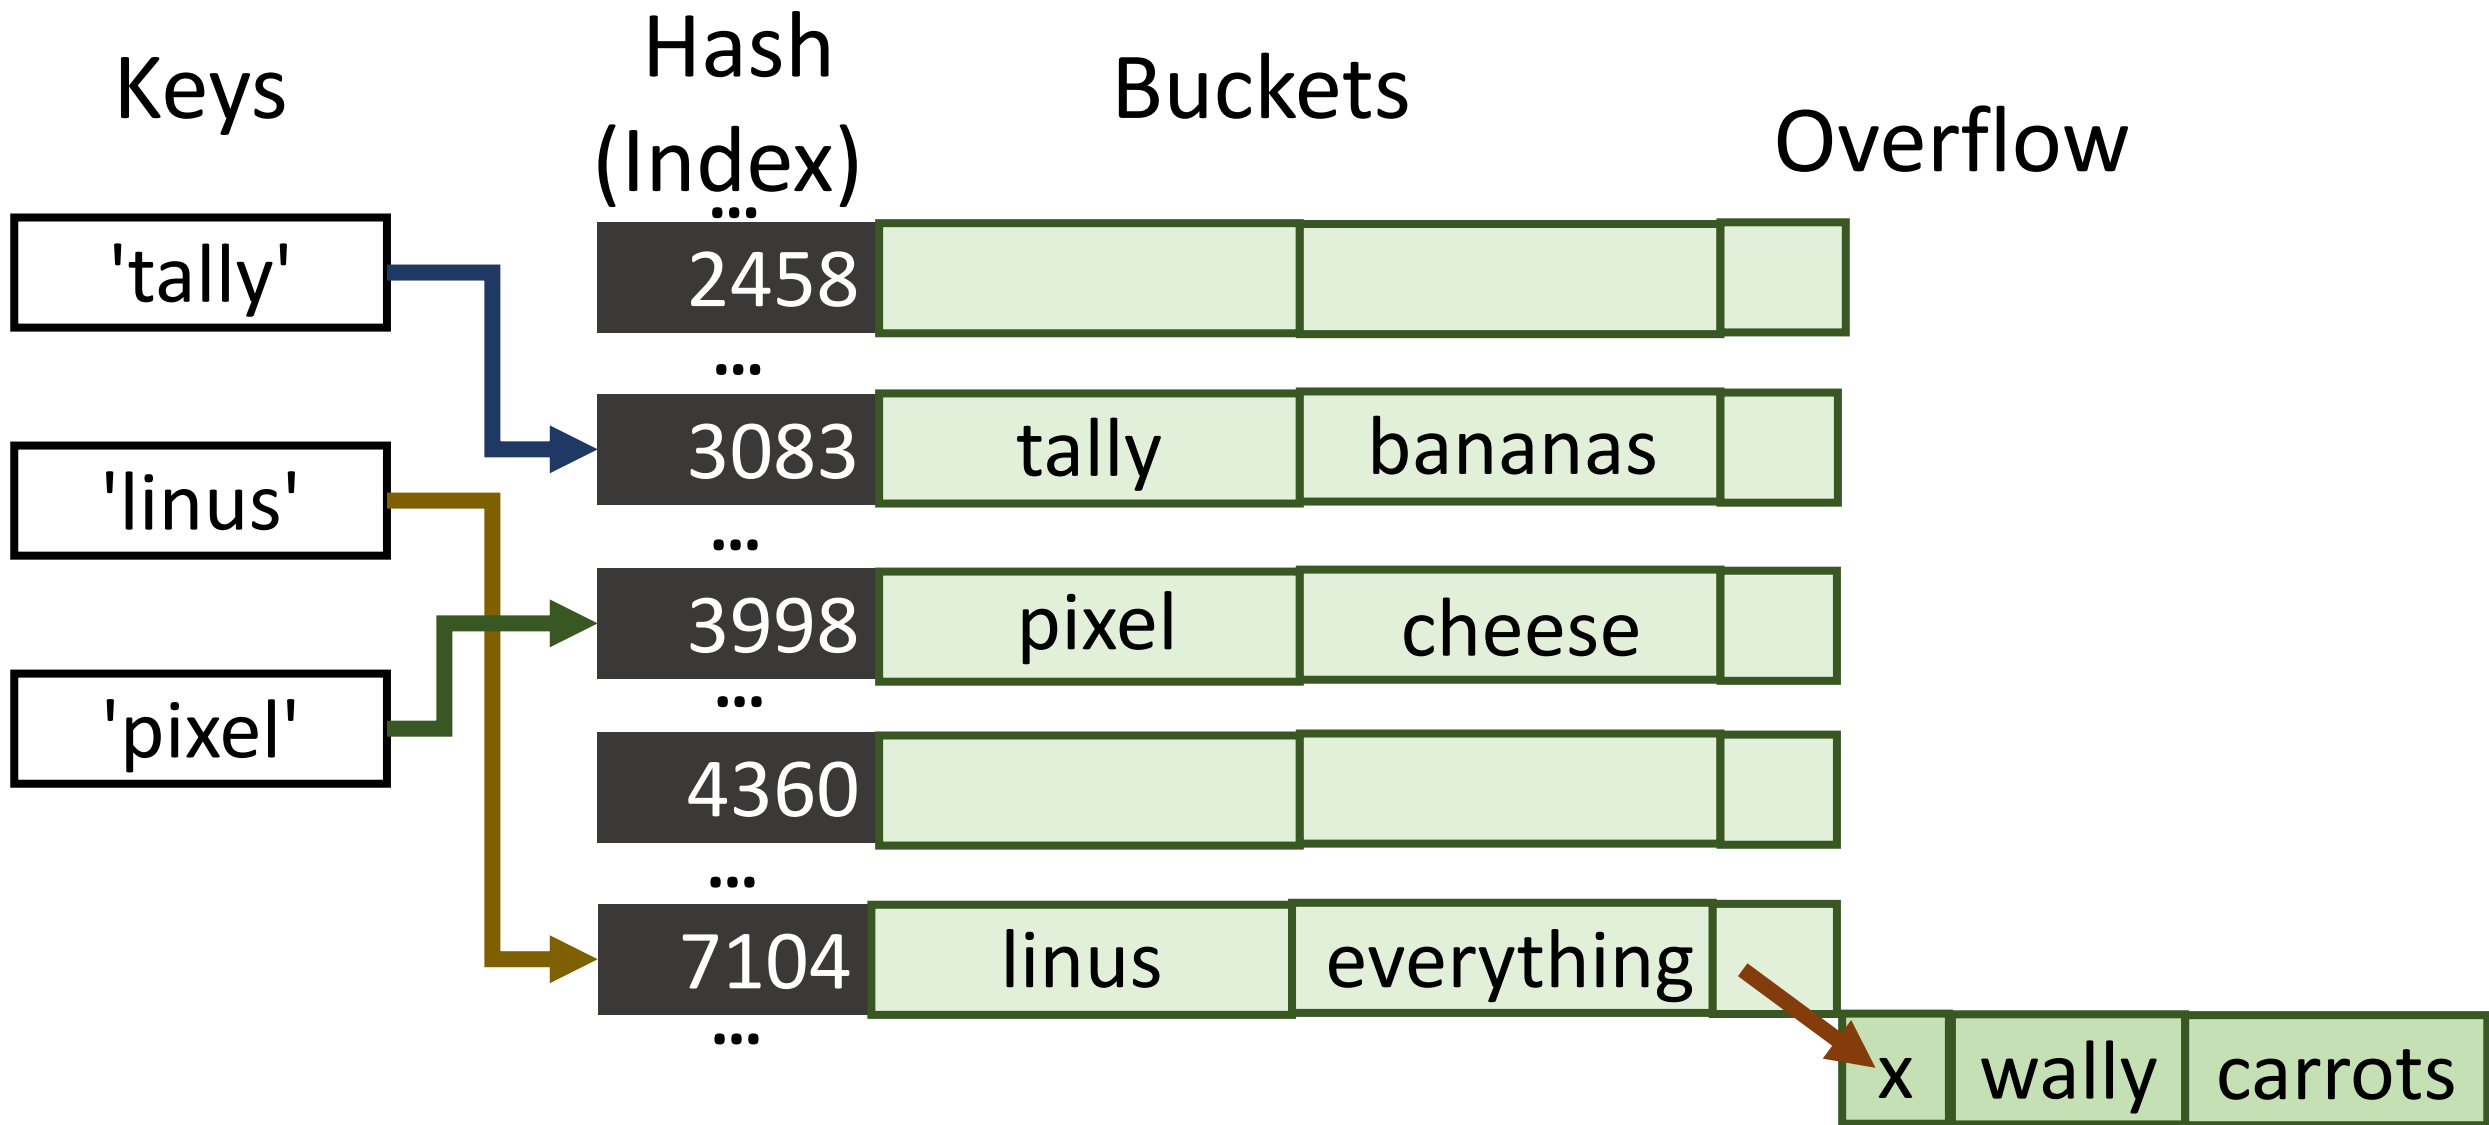 Keys
Hash
(Index)
Buckets
Overflow
...
'tally'
2458
...
3083 tally bananas
'linus'
...
3998 pixel cheese
...
'pixel'
4360
...
7104 linus everything
...
x wally carrots